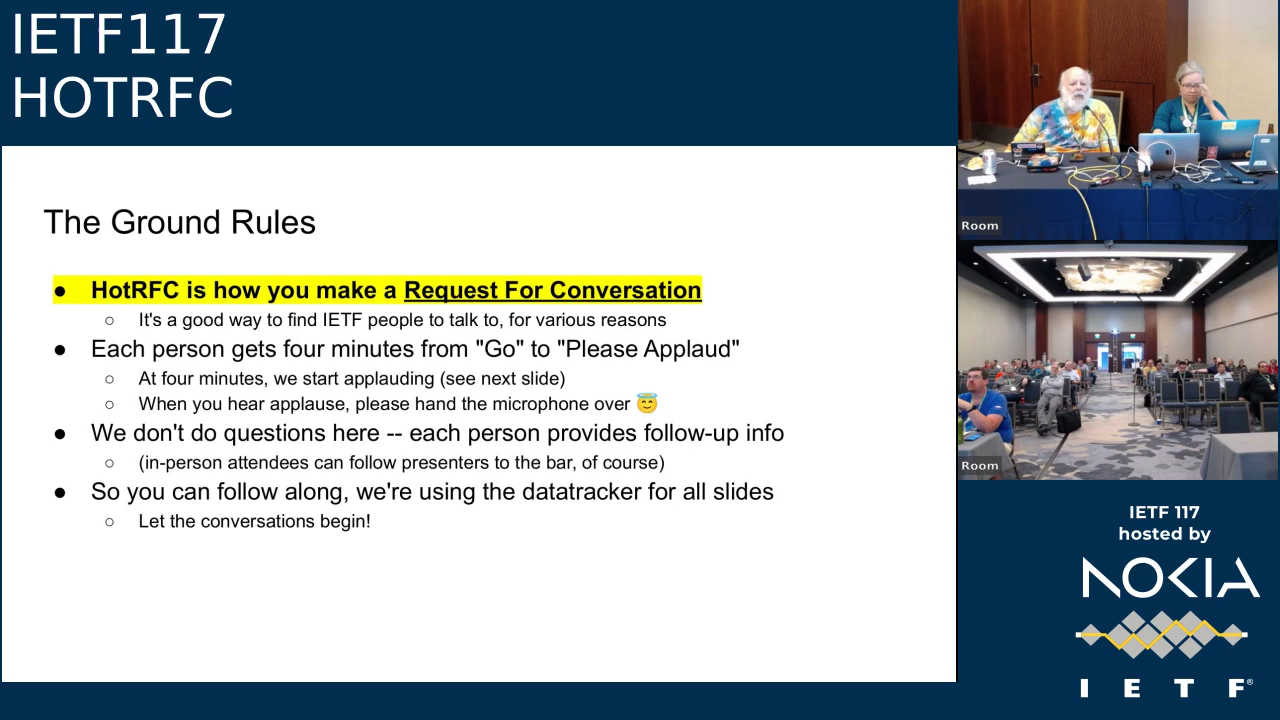 IETF117
HOTRFC
The Ground Rules
● HotRFC is how you make a Request For Conversation
○ It's a good way to find IETF people to talk to, for various reasons
● Each person gets four minutes from "Go" to "Please Applaud"
○ At four minutes, we start applauding (see next slide)
○ When you hear applause, please hand the microphone over 😇
● We don't do questions here -- each person provides follow-up info
○ (in-person attendees can follow presenters to the bar, of course)
● So you can follow along, we're using the datatracker for all slides
○ Let the conversations begin!
Room
Room
IETF 117
hosted by
NOKIA
I E T F®